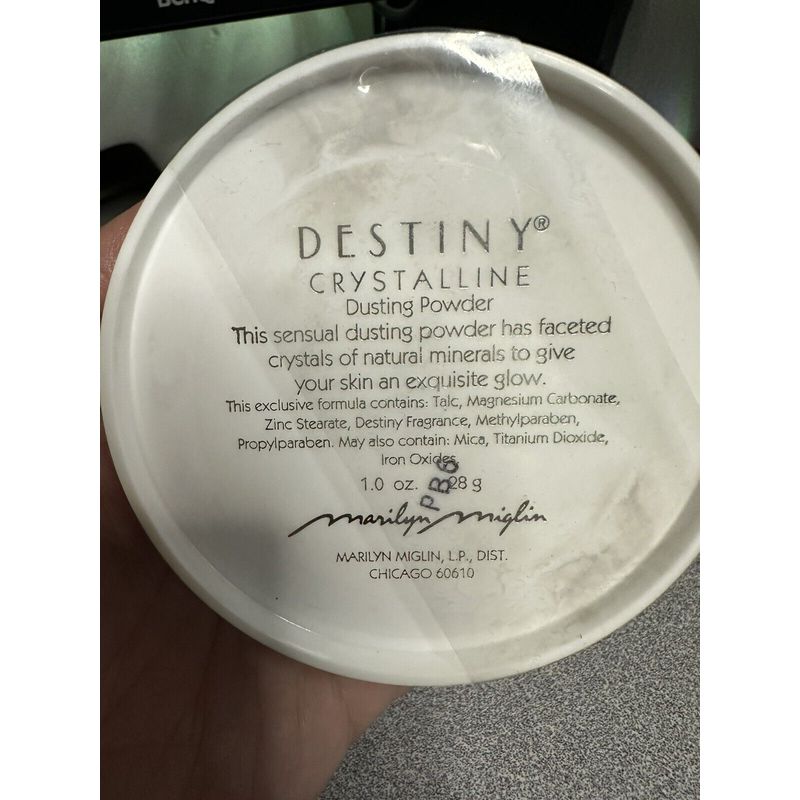 BenQ
DESTINY®
CRYSTALLINE
Dusting Powder
This sensual dusting powder has faceted
crystals of natural minerals to give
your skin an exquisite glow.
This exclusive formula contains: Talc, Magnesium Carbonate,
Zinc Stearate, Destiny Fragrance, Methylparaben,
Propylparaben. May also contain: Mica, Titanium Dioxide,
Iron Oxides.
1.0 oz. 28 g
PB6
marilyn miglin
MARILYN MIGLIN, L.P., DIST.
CHICAGO 60610